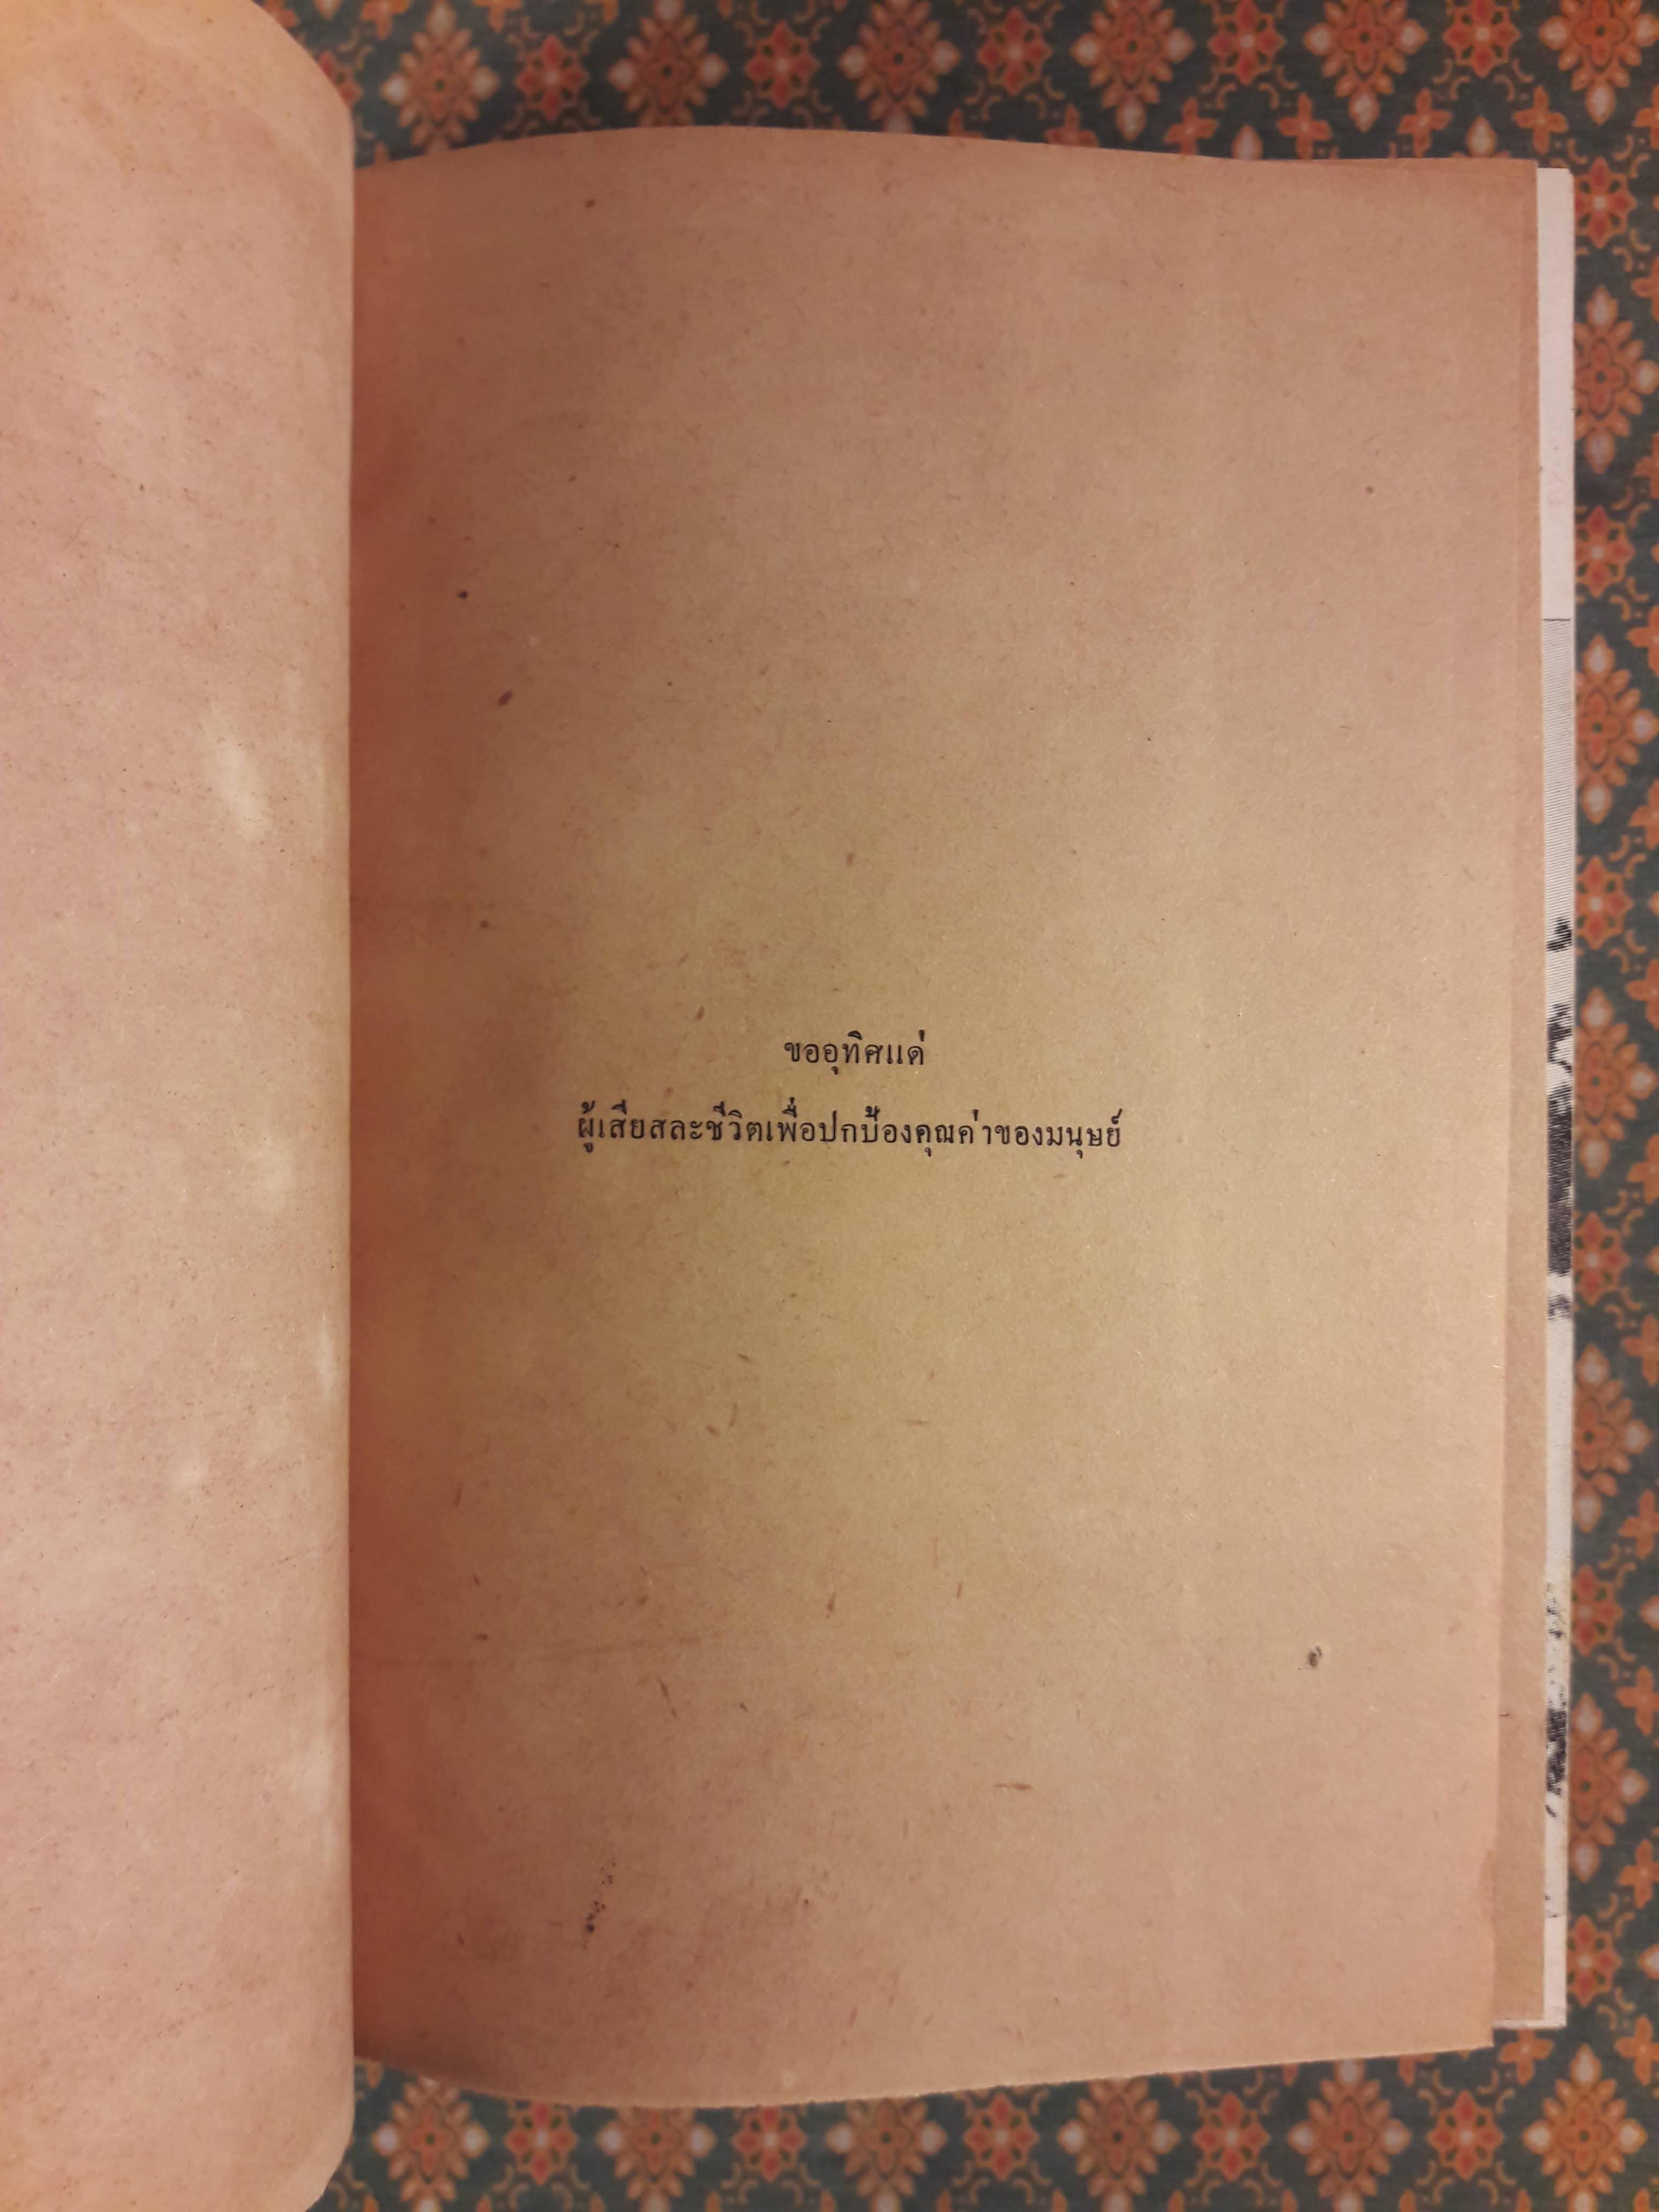 ขออุทิศแด่
ผู้เสียสละชีวิตเพื่อปกป้องคุณค่าของมนุษย์